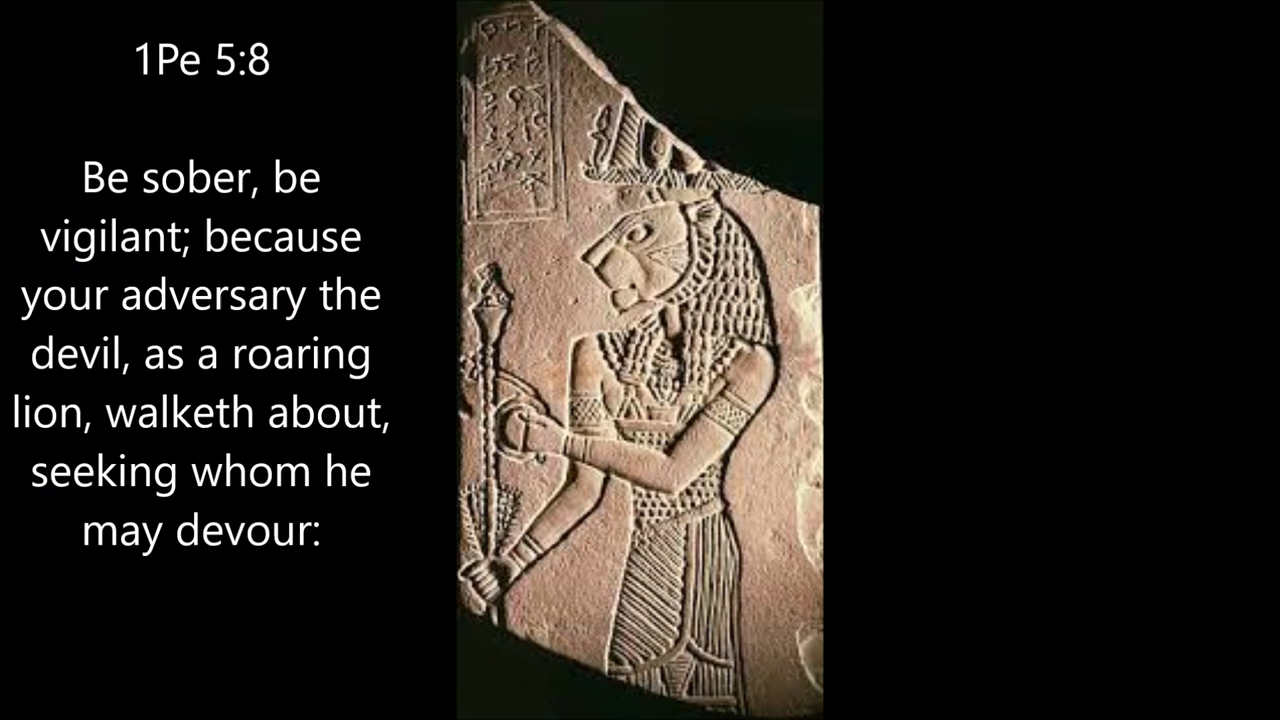 1Pe 5:8
Be sober, be
vigilant; because
your adversary the
devil, as a roaring
lion, walketh about,
seeking whom he
may devour: